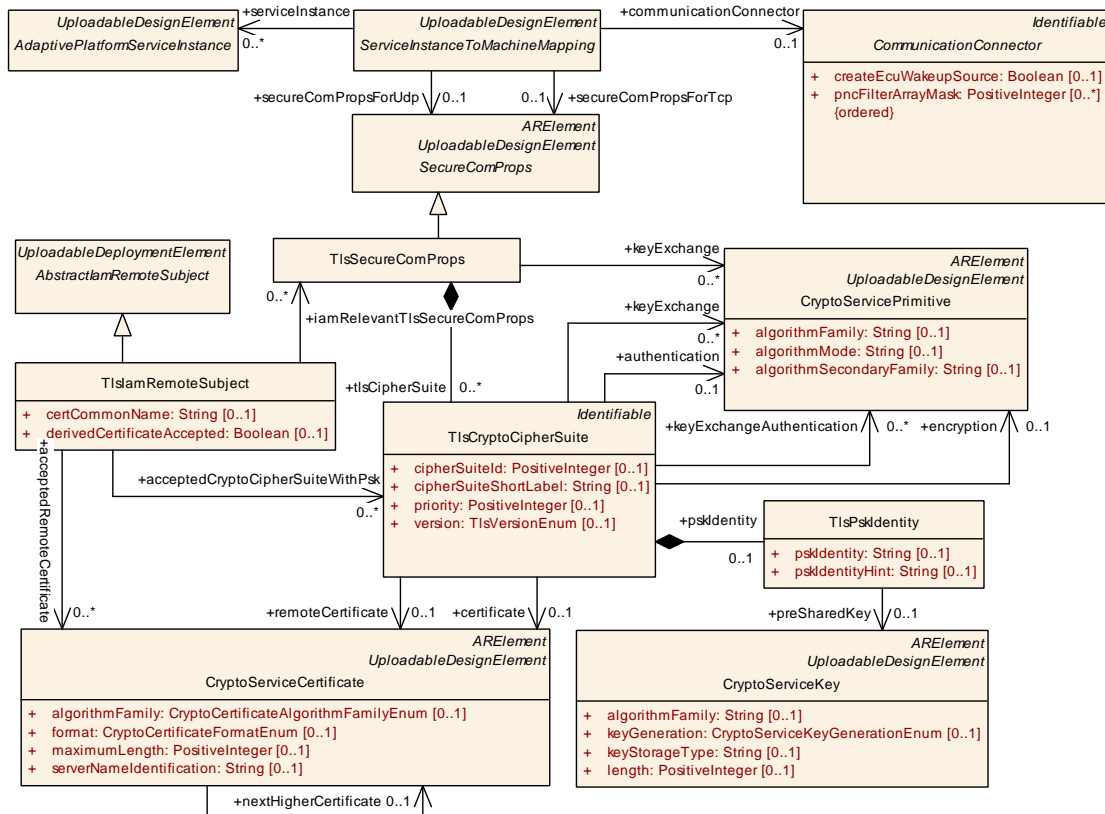 UploadableDesignElement
AdaptivePlatformServiceInstance
+serviceInstance
0..*
UploadableDesignElement
ServiceInstanceToMachineMapping
+communicationConnector
0..1
Identifiable
CommunicationConnector
+ createEcuWakeupSource: Boolean [0..1]
+ pncFilterArrayMask: PositiveInteger [0..*]
{ordered}
+secureComPropsForUdp
0..1
0..1
+secureComPropsForTcp
ARElement
UploadableDesignElement
SecureComProps
UploadableDeploymentElement
AbstractIamRemoteSubject
TlsSecureComProps
0..*
+iamRelevantTlsSecureComProps
+keyExchange
0..*
+keyExchange
0..*
+authentication
0..1
ARElement
UploadableDesignElement
CryptoServicePrimitive
+ algorithmFamily: String [0..1]
+ algorithmMode: String [0..1]
+ algorithmSecondaryFamily: String [0..1]
TlsIamRemoteSubject
+ certCommonName: String [0..1]
+ derivedCertificateAccepted: Boolean [0..1]
+tlsCipherSuite
0..*
+keyExchangeAuthentication
0..*
+encryption
0..1
Identifiable
TlsCryptoCipherSuite
+ cipherSuiteId: PositiveInteger [0..1]
+ cipherSuiteShortLabel: String [0..1]
+ priority: PositiveInteger [0..1]
+ version: TlsVersionEnum [0..1]
+acceptedRemoteCertificate
0..*
+acceptedCryptoCipherSuiteWithPsk
0..*
+pskIdentity
0..1
TlsPskIdentity
+ pskIdentity: String [0..1]
+ pskIdentityHint: String [0..1]
+remoteCertificate
0..1
+certificate
0..1
+preSharedKey
0..1
ARElement
UploadableDesignElement
CryptoServiceCertificate
+ algorithmFamily: CryptoCertificateAlgorithmFamilyEnum [0..1]
+ format: CryptoCertificateFormatEnum [0..1]
+ maximumLength: PositiveInteger [0..1]
+ serverNameIdentification: String [0..1]
ARElement
UploadableDesignElement
CryptoServiceKey
+ algorithmFamily: String [0..1]
+ keyGeneration: CryptoServiceKeyGenerationEnum [0..1]
+ keyStorageType: String [0..1]
+ length: PositiveInteger [0..1]
+nextHigherCertificate 0..1